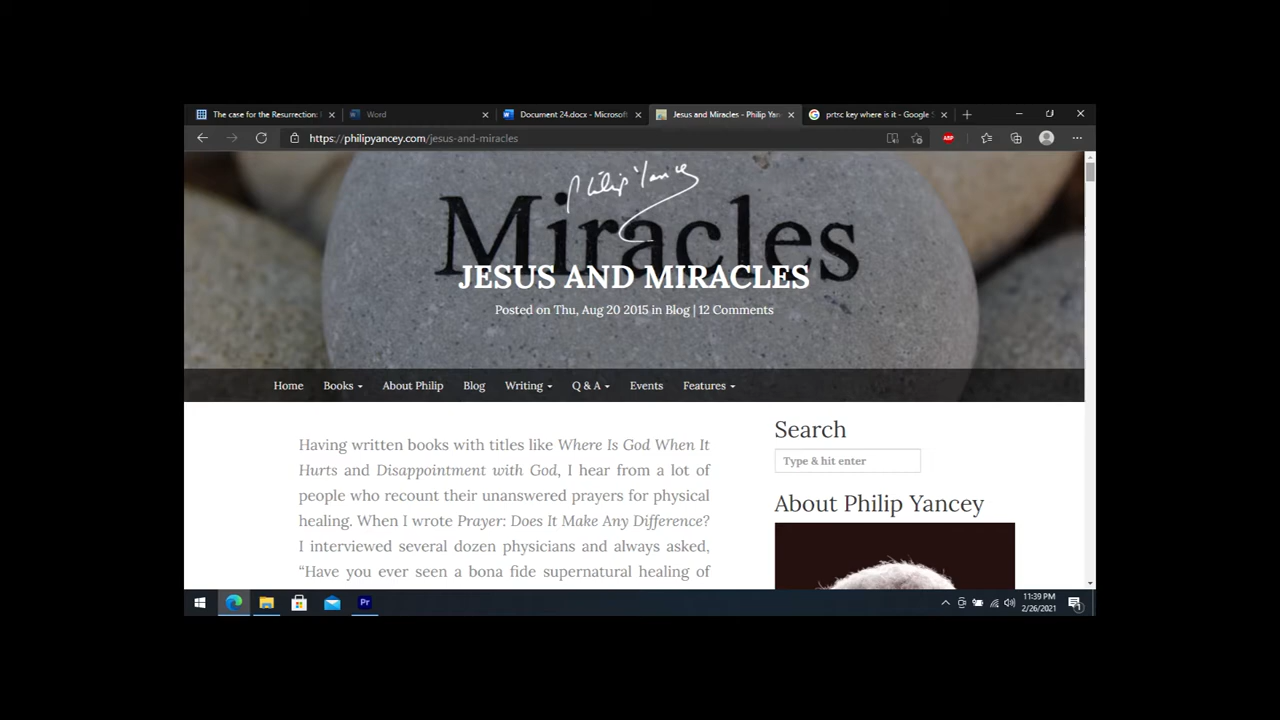 The case for the Resurrection:
Word
Document 24.docx - Microsoft
Jesus and Miracles - Philip Yan
prtrc key where is it - Google S
https://philipyancey.com/jesus-and-miracles
ABP
Philip Yancey
Miracles
JESUS AND MIRACLES
Posted on Thu, Aug 20 2015 in Blog | 12 Comments
Home Books About Philip Blog Writing Q & A Events Features
Having written books with titles like Where Is God When It
Hurts and Disappointment with God, I hear from a lot of
people who recount their unanswered prayers for physical
healing. When I wrote Prayer: Does It Make Any Difference?
I interviewed several dozen physicians and always asked,
“Have you ever seen a bona fide supernatural healing of
Search
Type & hit enter
About Philip Yancey
Pr
11:39 PM
2/26/2021
1